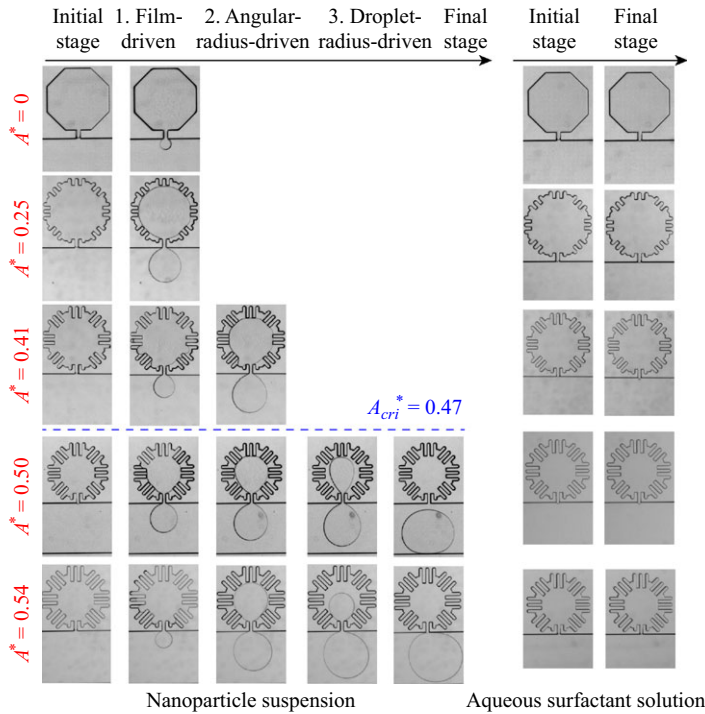 Initial stage
1. Film-driven
2. Angular-radius-driven
3. Droplet-radius-driven
Final stage
Initial stage
Final stage
A* = 0
A* = 0.25
A* = 0.41
A_cri* = 0.47
A* = 0.50
A* = 0.54
Nanoparticle suspension
Aqueous surfactant solution